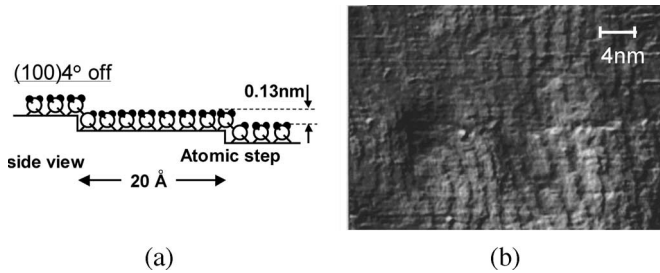 (100)4° off
0.13nm
side view
Atomic step
20 Å
4nm
(a)
(b)